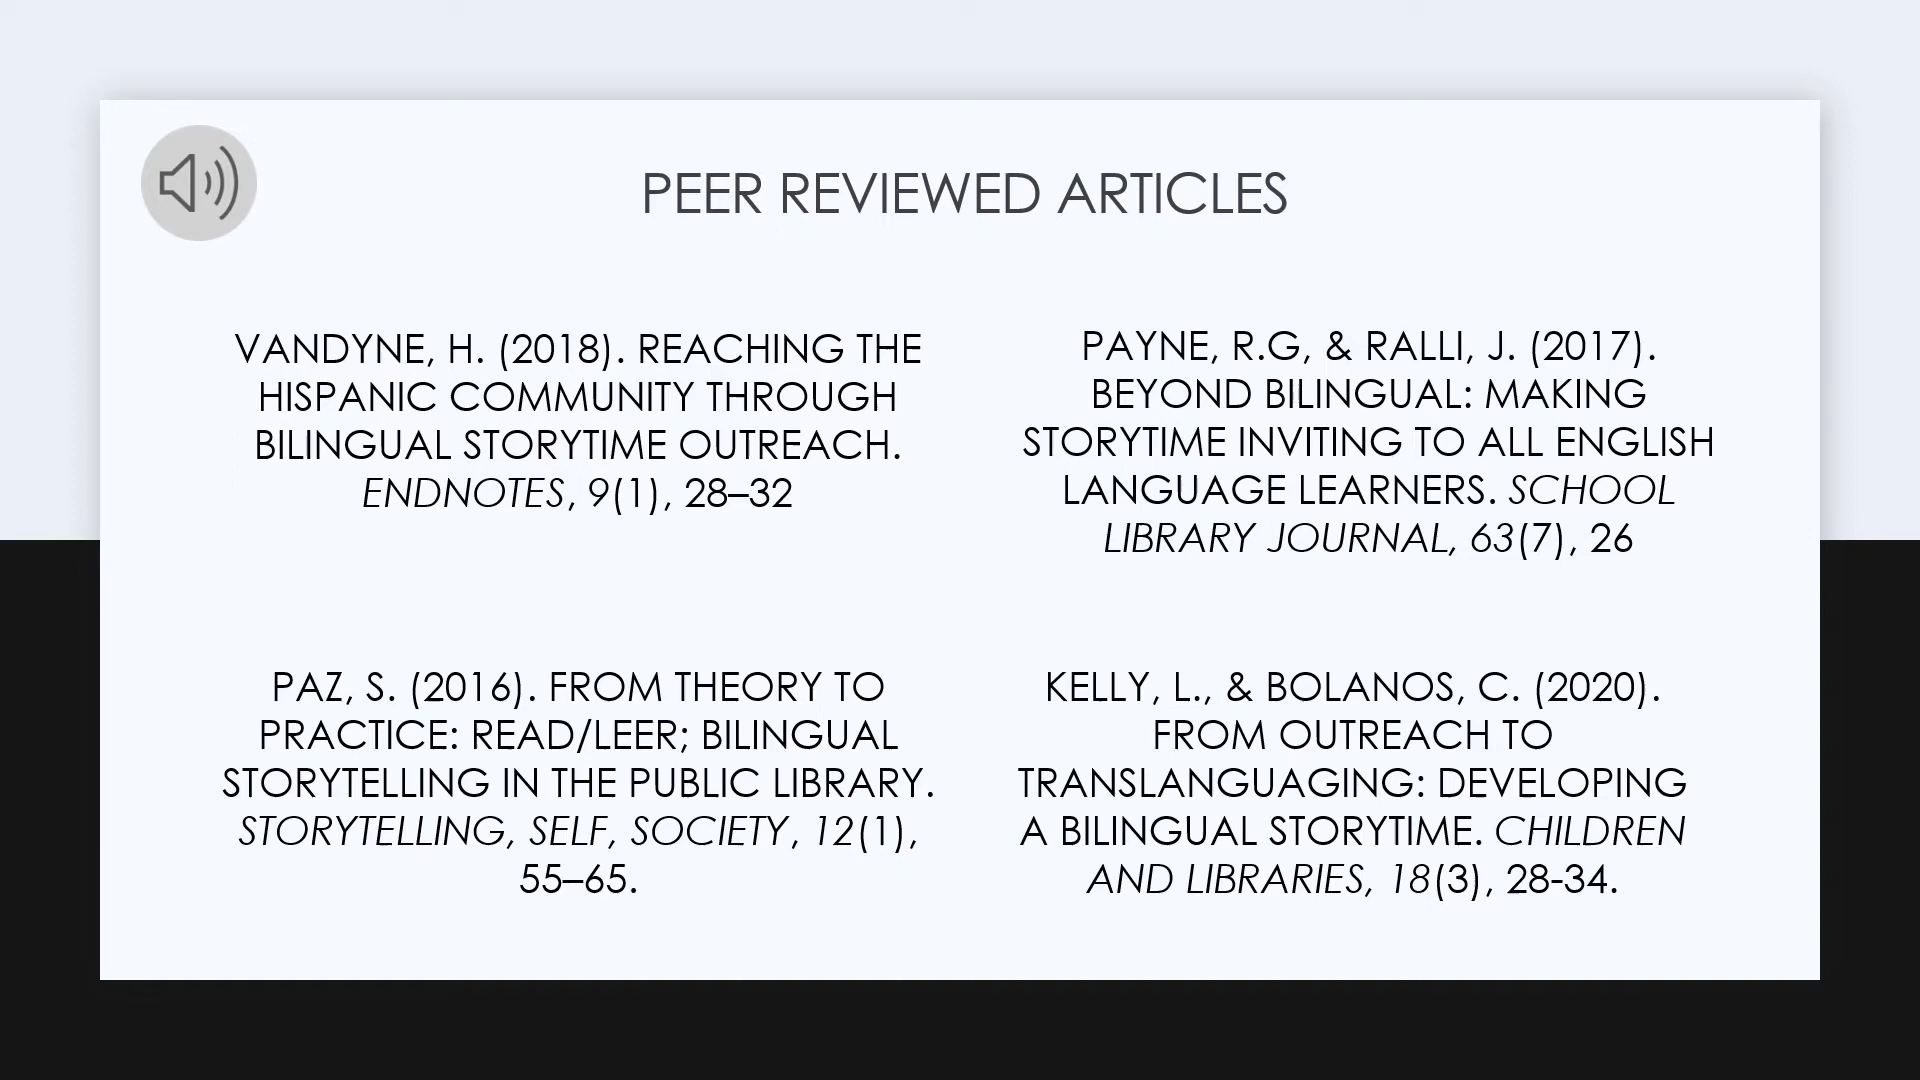 PEER REVIEWED ARTICLES
VANDYNE, H. (2018). REACHING THE
HISPANIC COMMUNITY THROUGH
BILINGUAL STORYTIME OUTREACH.
ENDNOTES, 9(1), 28–32
PAYNE, R.G, & RALLI, J. (2017).
BEYOND BILINGUAL: MAKING
STORYTIME INVITING TO ALL ENGLISH
LANGUAGE LEARNERS. SCHOOL
LIBRARY JOURNAL, 63(7), 26
PAZ, S. (2016). FROM THEORY TO
PRACTICE: READ/LEER; BILINGUAL
STORYTELLING IN THE PUBLIC LIBRARY.
STORYTELLING, SELF, SOCIETY, 12(1),
55–65.
KELLY, L., & BOLANOS, C. (2020).
FROM OUTREACH TO
TRANSLANGUAGING: DEVELOPING
A BILINGUAL STORYTIME. CHILDREN
AND LIBRARIES, 18(3), 28-34.